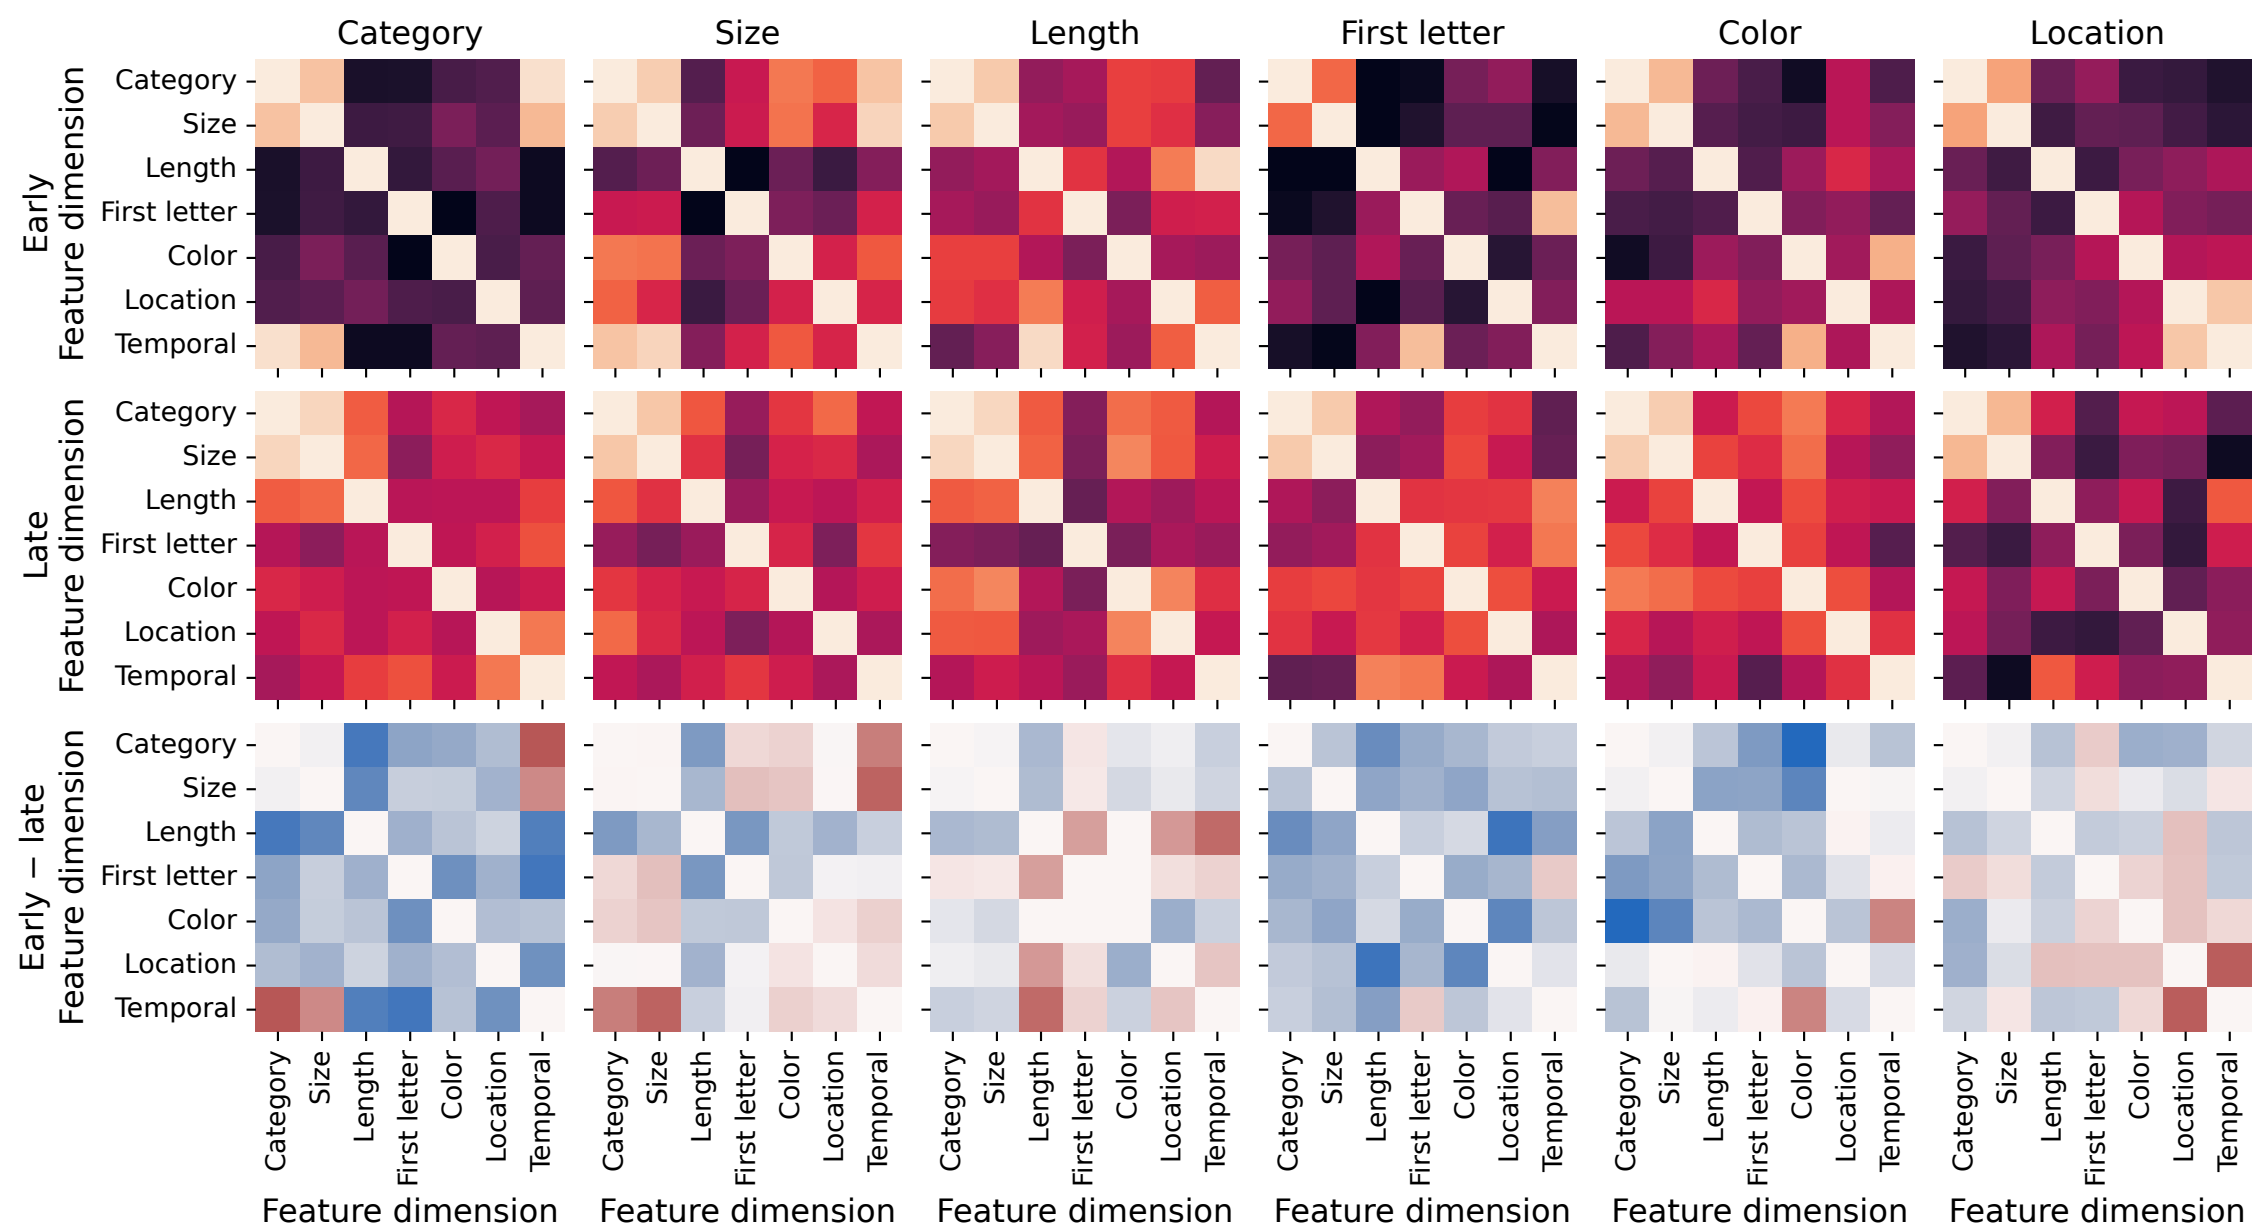 Category Size Length First letter Color Location
Early
Feature dimension
Category
Size
Length
First letter
Color
Location
Temporal
Late
Feature dimension
Category
Size
Length
First letter
Color
Location
Temporal
Early − late
Feature dimension
Category
Size
Length
First letter
Color
Location
Temporal
Category Size Length First letter Color Location Temporal Category Size Length First letter Color Location Temporal Category Size Length First letter Color Location Temporal Category Size Length First letter Color Location Temporal Category Size Length First letter Color Location Temporal Category Size Length First letter Color Location Temporal
Feature dimension Feature dimension Feature dimension Feature dimension Feature dimension Feature dimension